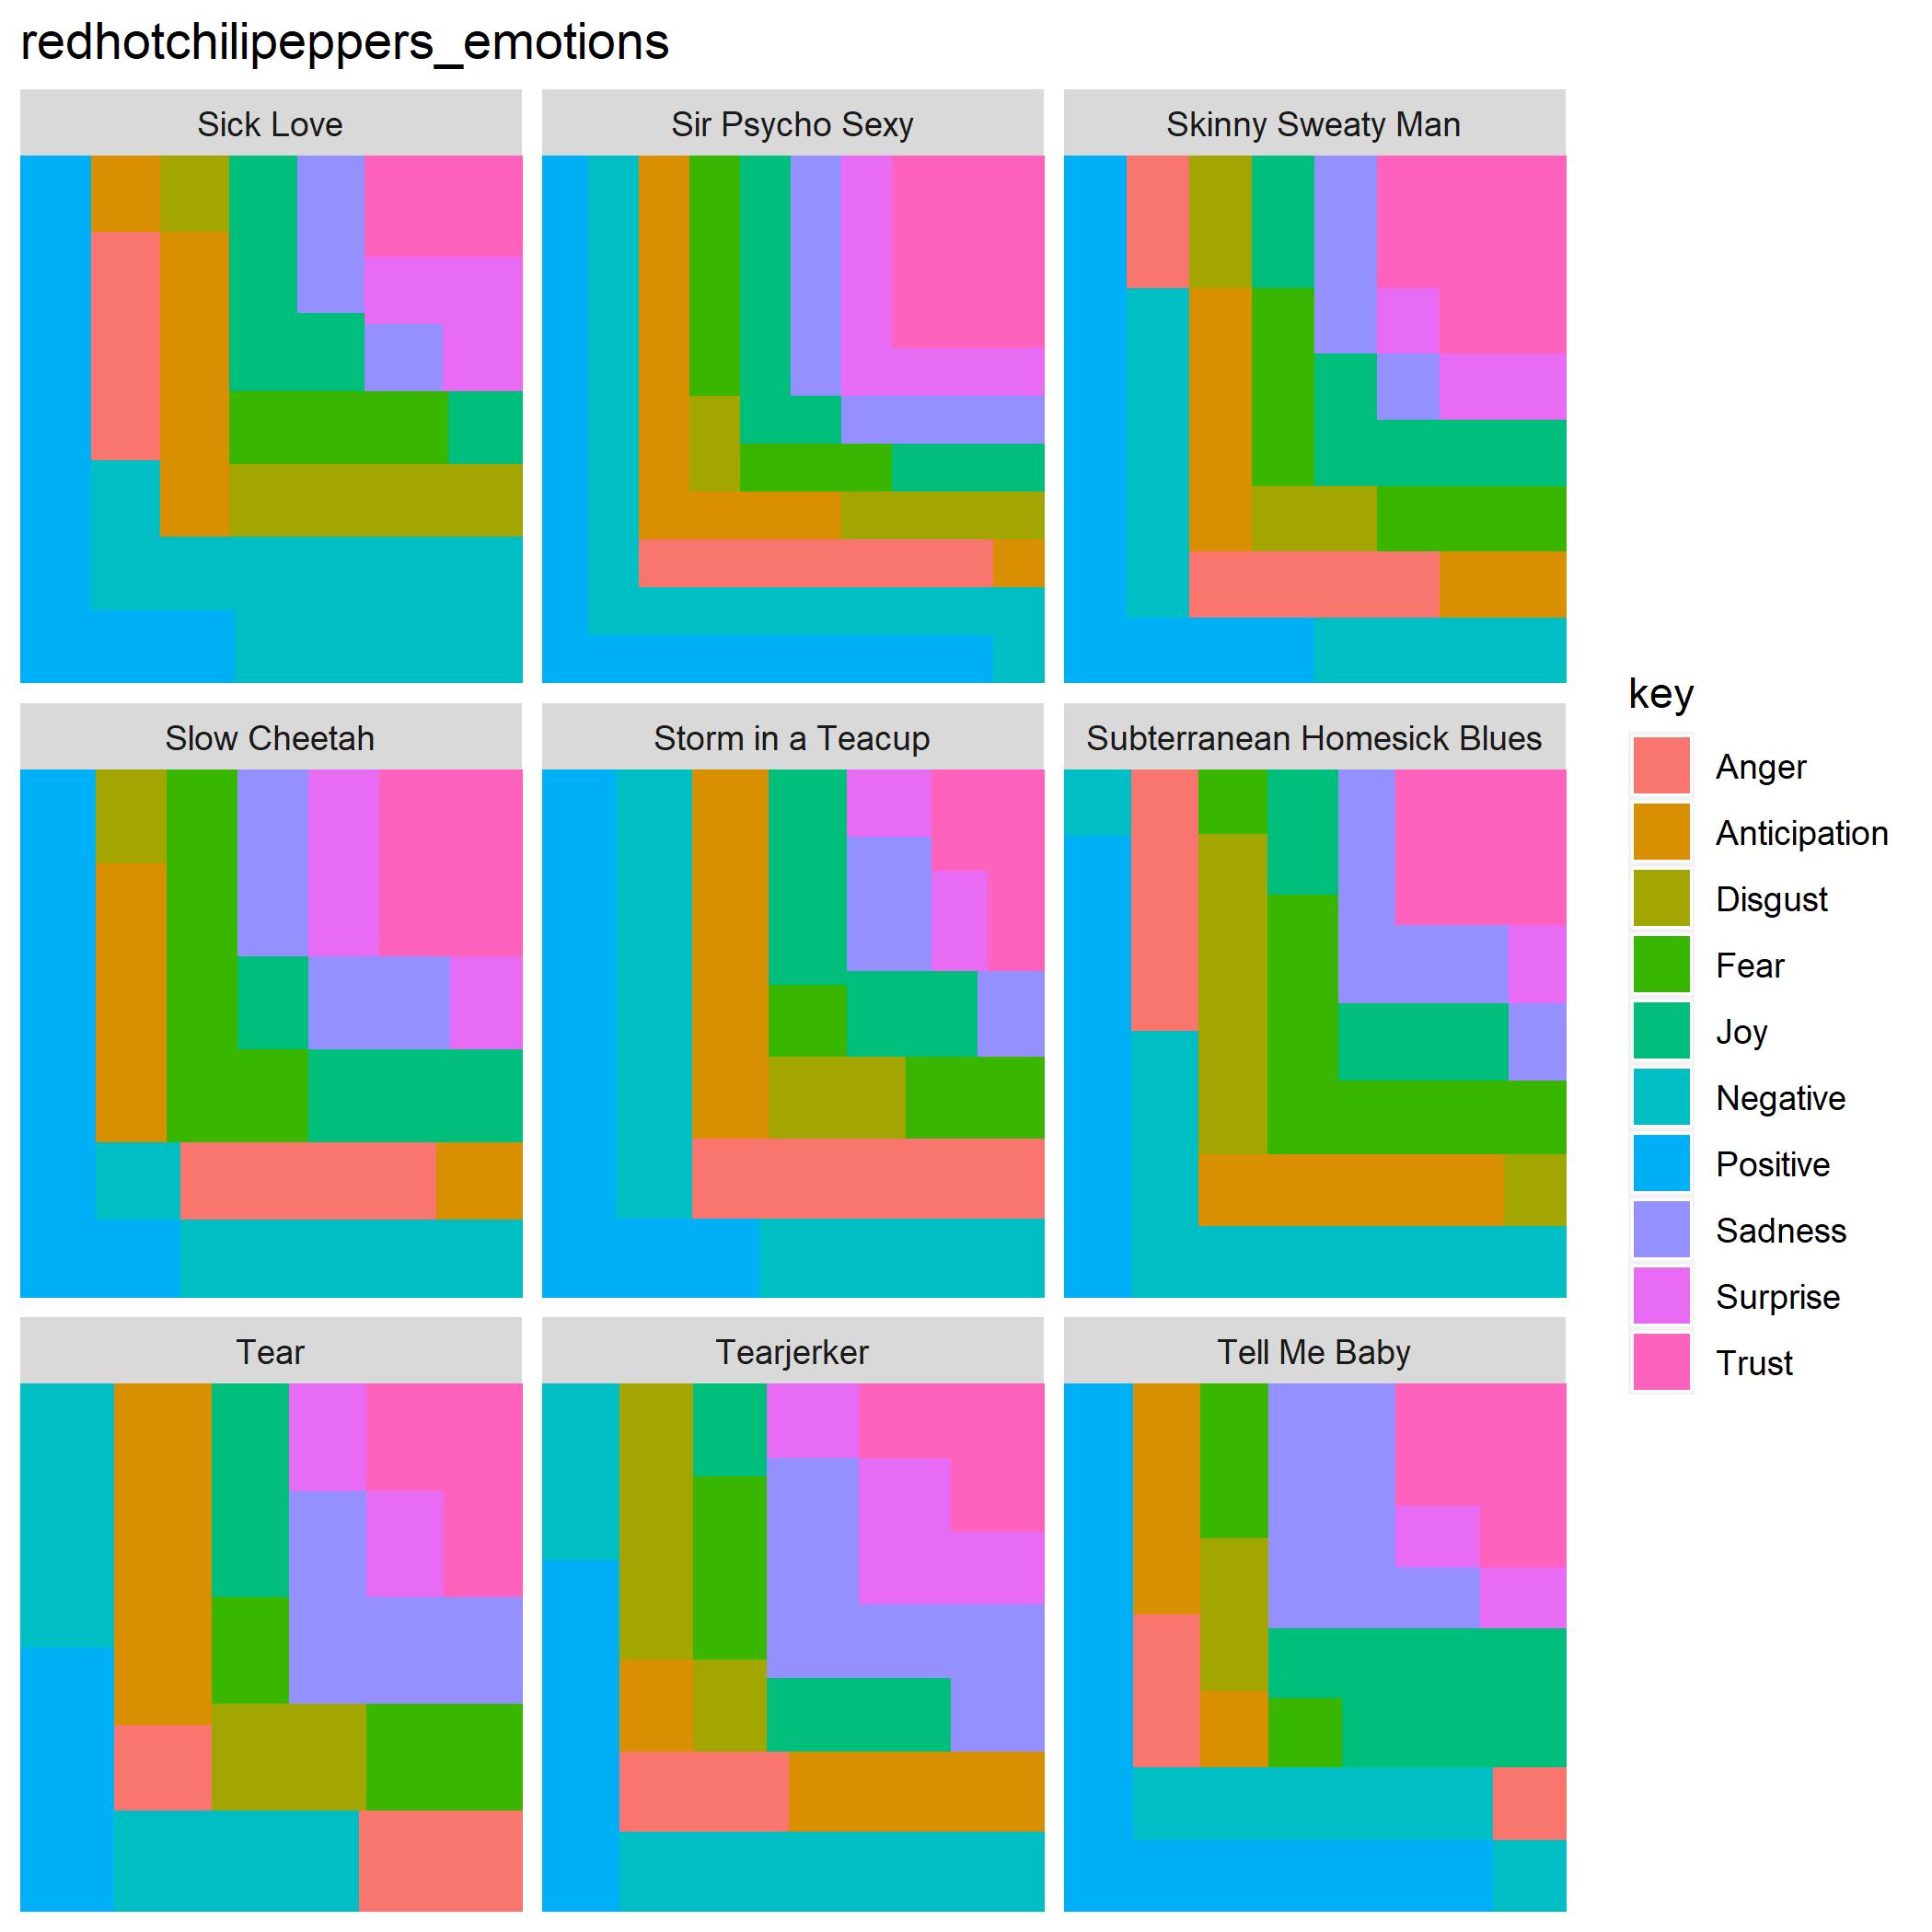 redhotchilipeppers_emotions
Sick Love
Sir Psycho Sexy
Skinny Sweaty Man
Slow Cheetah
Storm in a Teacup
Subterranean Homesick Blues
Tear
Tearjerker
Tell Me Baby
key
Anger
Anticipation
Disgust
Fear
Joy
Negative
Positive
Sadness
Surprise
Trust